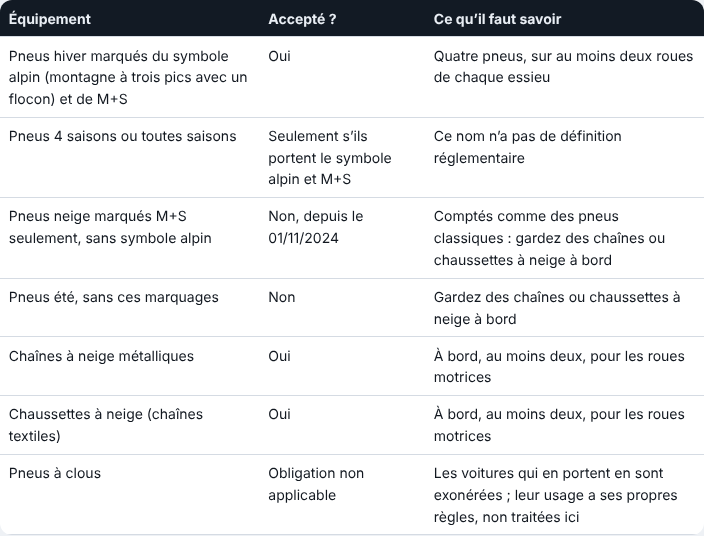 Équipement Accepté ? Ce qu’il faut savoir
Pneus hiver marqués du symbole
alpin (montagne à trois pics avec un
flocon) et de M+S
Oui
Quatre pneus, sur au moins deux roues
de chaque essieu
Pneus 4 saisons ou toutes saisons
Seulement s’ils
portent le symbole
alpin et M+S
Ce nom n’a pas de définition
réglementaire
Pneus neige marqués M+S
seulement, sans symbole alpin
Non, depuis le
01/11/2024
Comptés comme des pneus
classiques : gardez des chaînes ou
chaussettes à neige à bord
Pneus été, sans ces marquages
Non
Gardez des chaînes ou chaussettes à
neige à bord
Chaînes à neige métalliques
Oui
À bord, au moins deux, pour les roues
motrices
Chaussettes à neige (chaînes
textiles)
Oui
À bord, au moins deux, pour les roues
motrices
Pneus à clous
Obligation non
applicable
Les voitures qui en portent en sont
exonérées ; leur usage a ses propres
règles, non traitées ici